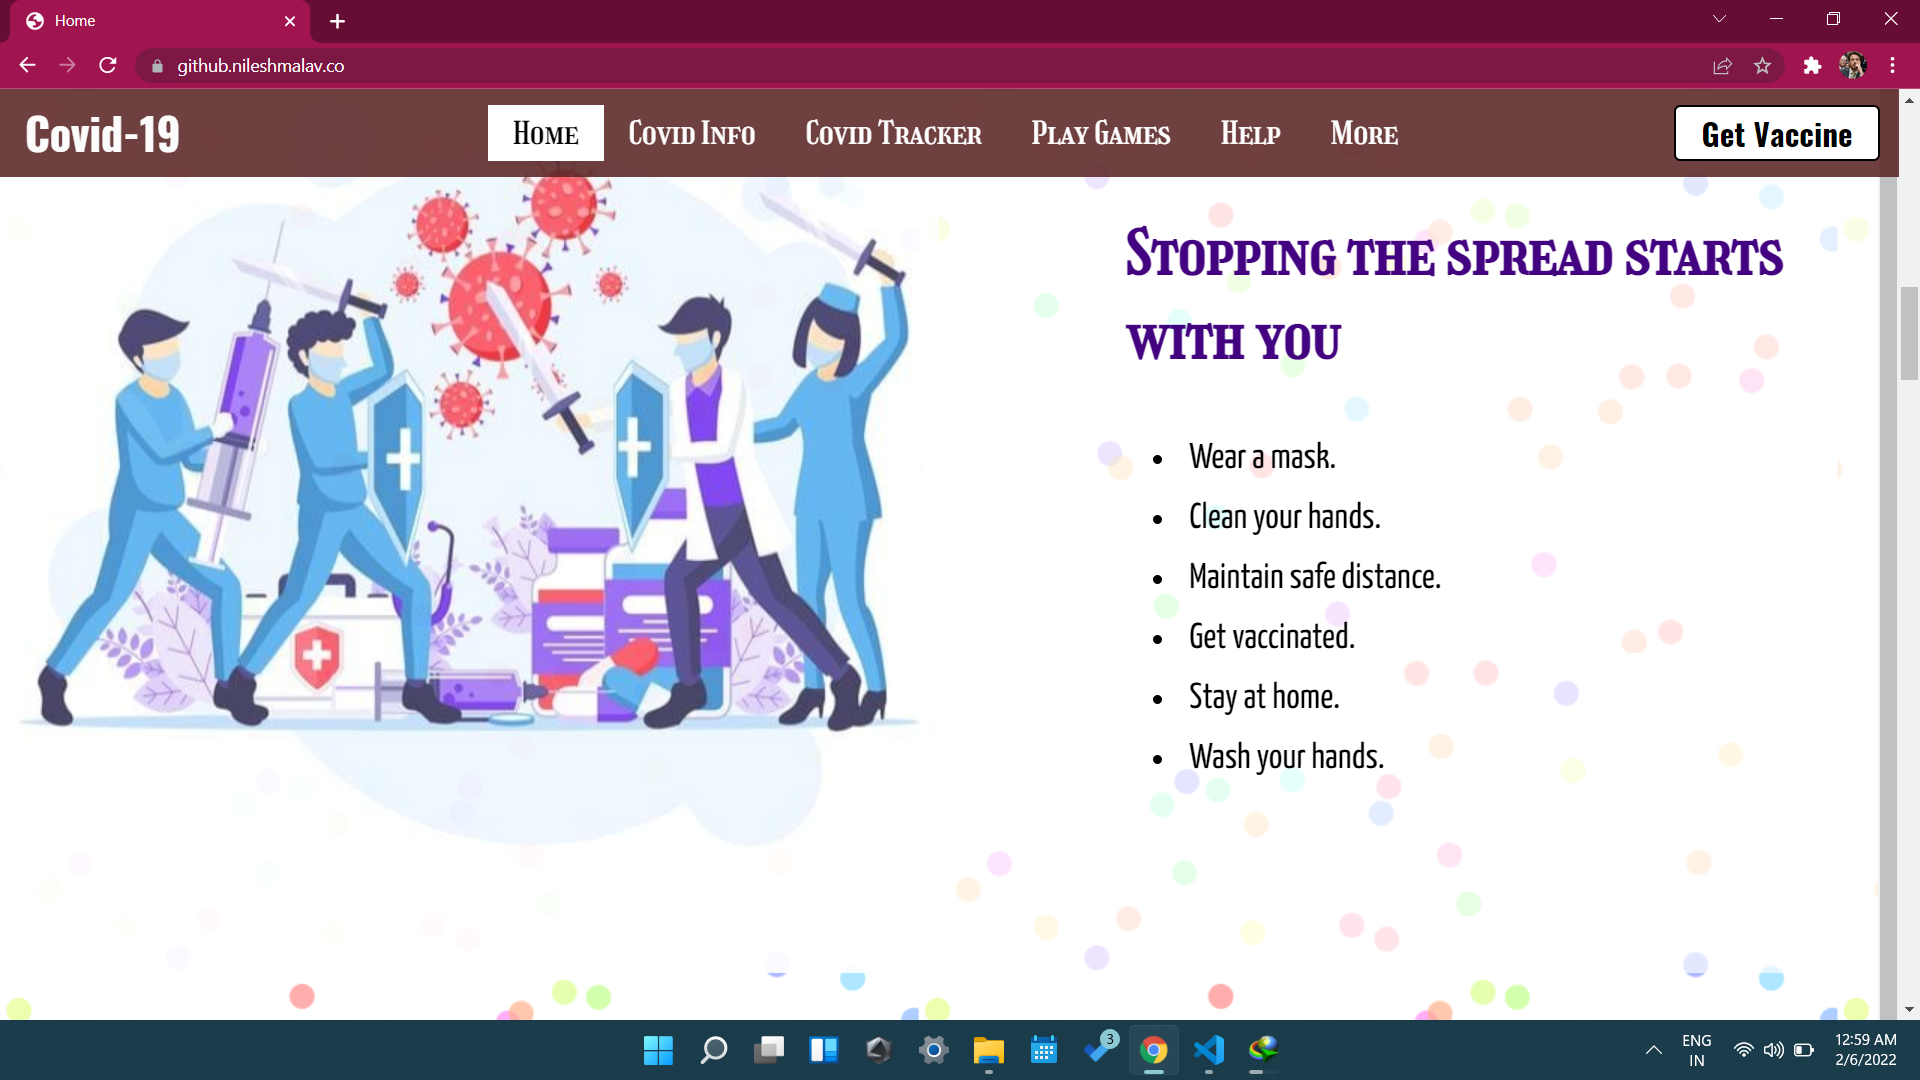 Home
github.nileshmalav.co
Covid-19
Home
Covid Info
Covid Tracker
Play Games
Help
More
Get Vaccine
Stopping the spread starts
with you
Wear a mask.
Clean your hands.
Maintain safe distance.
Get vaccinated.
Stay at home.
Wash your hands.
3
ENG
IN
12:59 AM
2/6/2022